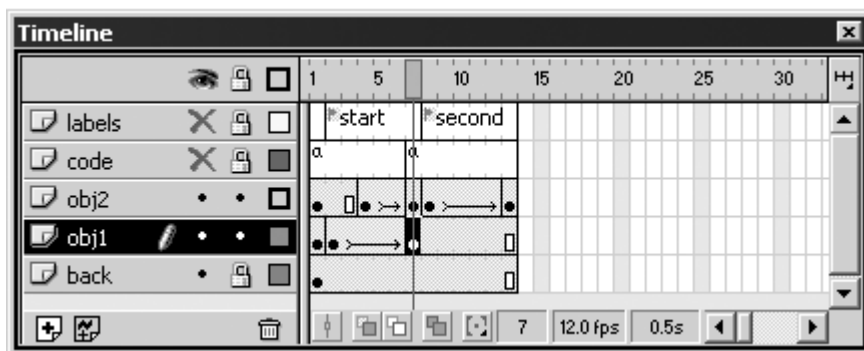 Timeline
1 5 10 15 20 25 30
labels start second
code a a
obj2
obj1
back
7 12.0 fps 0.5s